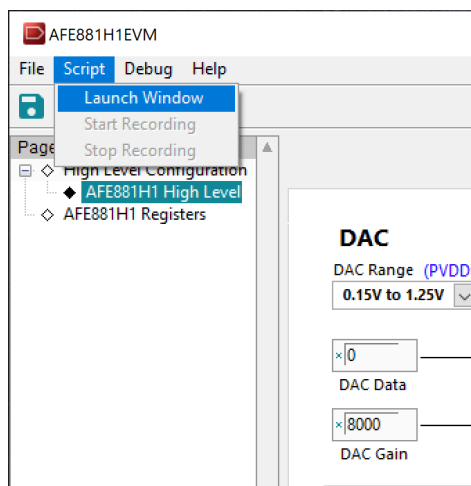 AFE881H1EVM
File Script Debug Help
Launch Window
Start Recording
Stop Recording
Page
High Level Configuration
AFE881H1 High Level
AFE881H1 Registers
DAC
DAC Range (PVDD
0.15V to 1.25V
×0
DAC Data
×8000
DAC Gain